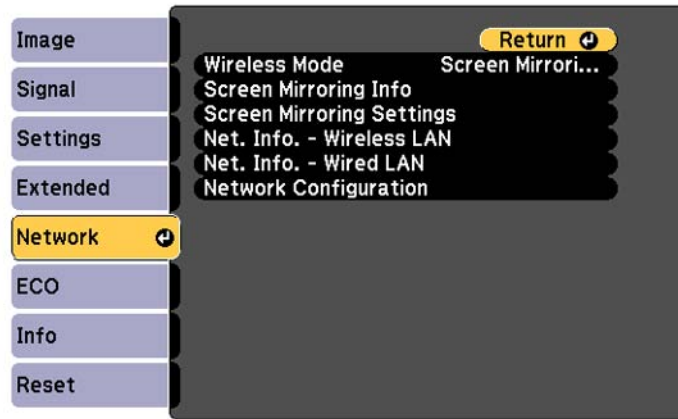 Image
Signal
Settings
Extended
Network
ECO
Info
Reset
Return
Wireless Mode Screen Mirrori...
Screen Mirroring Info
Screen Mirroring Settings
Net. Info. - Wireless LAN
Net. Info. - Wired LAN
Network Configuration